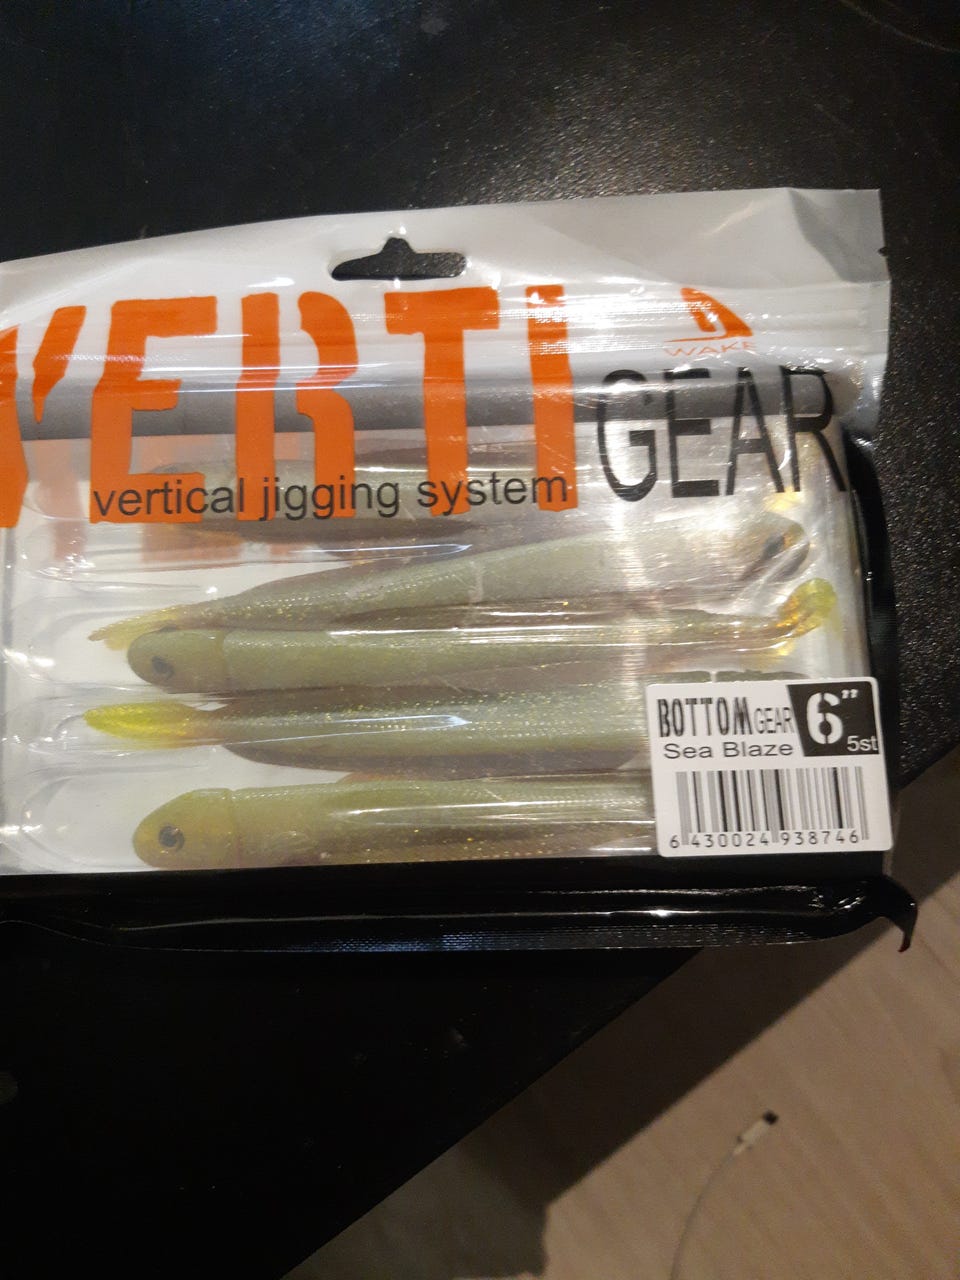 VERTI
WAKE
GEAR
vertical jigging system
BOTTOM GEAR 6"
Sea Blaze 5st
6 430024 938746